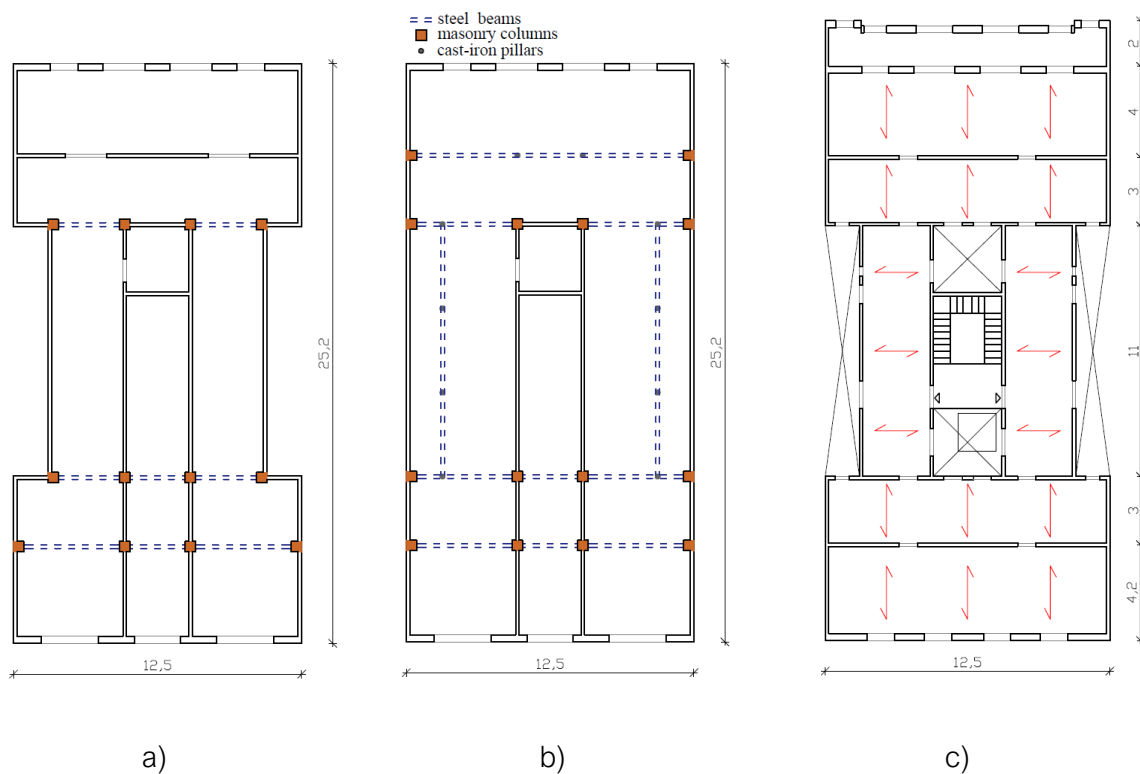 steel beams
masonry columns
cast-iron pillars
25,2
12,5
25,2
12,5
2
4
3
11
3
4,2
12,5
a)
b)
c)